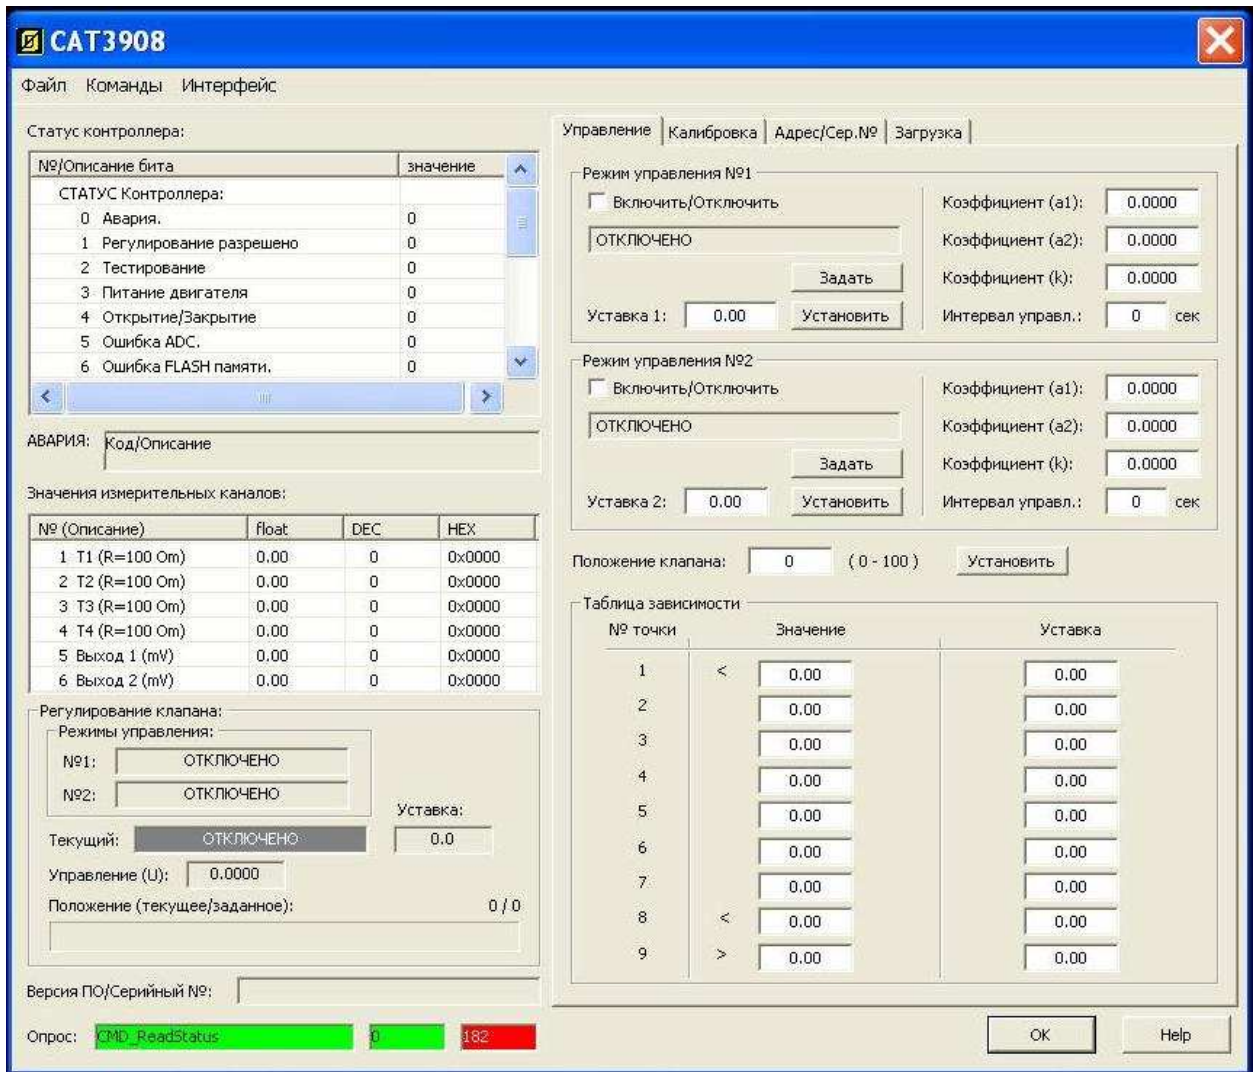 CAT3908
Файл Команды Интерфейс
Статус контроллера:
№/Описание бита значение
СТАТУС Контроллера:
0 Авария. 0
1 Регулирование разрешено 0
2 Тестирование 0
3 Питание двигателя 0
4 Открытие/Закрытие 0
5 Ошибка ADC. 0
6 Ошибка FLASH памяти. 0
АВАРИЯ: Код/Описание
Значения измерительных каналов:
№ (Описание) float DEC HEX
1 T1 (R=100 Om) 0.00 0 0x0000
2 T2 (R=100 Om) 0.00 0 0x0000
3 T3 (R=100 Om) 0.00 0 0x0000
4 T4 (R=100 Om) 0.00 0 0x0000
5 Выход 1 (mV) 0.00 0 0x0000
6 Выход 2 (mV) 0.00 0 0x0000
Регулирование клапана:
Режимы управления:
№1: ОТКЛЮЧЕНО
№2: ОТКЛЮЧЕНО
Уставка:
Текущий: ОТКЛЮЧЕНО 0.0
Управление (U): 0.0000
Положение (текущее/заданное): 0 / 0
Версия ПО/Серийный №:
Опрос: CMD_ReadStatus 0 182
Управление Калибровка Адрес/Сер.№ Загрузка
Режим управления №1
Включить/Отключить Коэффициент (a1): 0.0000
ОТКЛЮЧЕНО Коэффициент (a2): 0.0000
Задать Коэффициент (k): 0.0000
Уставка 1: 0.00 Установить Интервал управл.: 0 сек
Режим управления №2
Включить/Отключить Коэффициент (a1): 0.0000
ОТКЛЮЧЕНО Коэффициент (a2): 0.0000
Задать Коэффициент (k): 0.0000
Уставка 2: 0.00 Установить Интервал управл.: 0 сек
Положение клапана: 0 ( 0 - 100 ) Установить
Таблица зависимости
№ точки Значение Уставка
1 < 0.00 0.00
2 0.00 0.00
3 0.00 0.00
4 0.00 0.00
5 0.00 0.00
6 0.00 0.00
7 0.00 0.00
8 < 0.00 0.00
9 > 0.00 0.00
OK Help